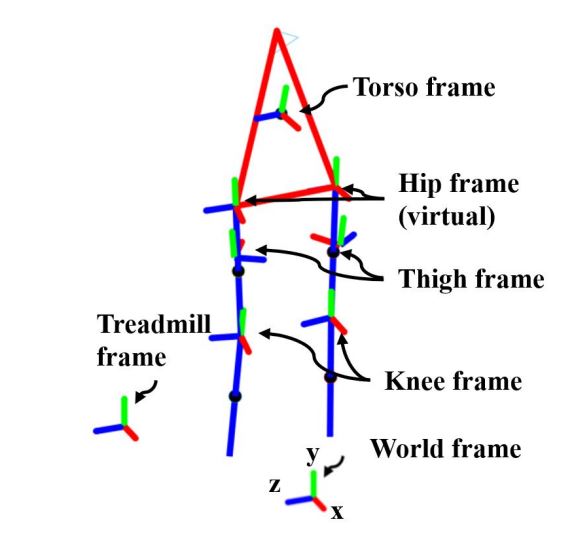 Torso frame
Hip frame
(virtual)
Thigh frame
Treadmill
frame
Knee frame
World frame
y
z
x